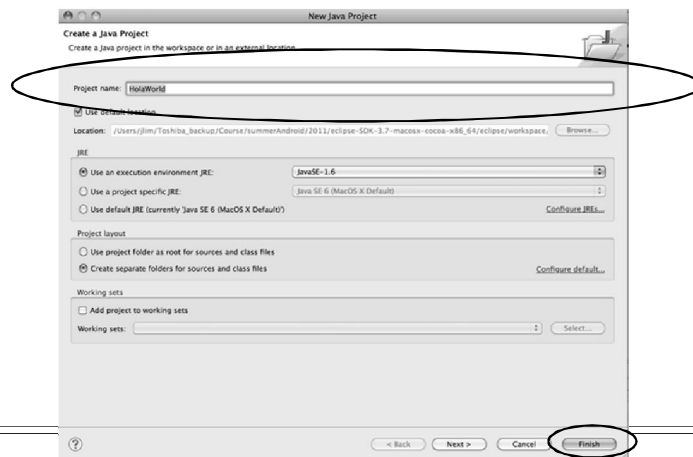 New Java Project
Create a Java Project
Create a Java project in the workspace or in an external location.
Project name: HolaWorld
Use default location
Location: /Users/jlim/Toshiba_backup/Course/summerAndroid/2011/eclipse-SDK-3.7-macosx-cocoa-x86_64/eclipse/workspace, Browse...
JRE
Use an execution environment JRE: JavaSE-1.6
Use a project specific JRE: Java SE 6 (MacOS X Default)
Use default JRE (currently 'Java SE 6 (MacOS X Default)') Configure JREs...
Project layout
Use project folder as root for sources and class files
Create separate folders for sources and class files Configure default...
Working sets
Add project to working sets
Working sets: Select...
? < Back Next > Cancel Finish